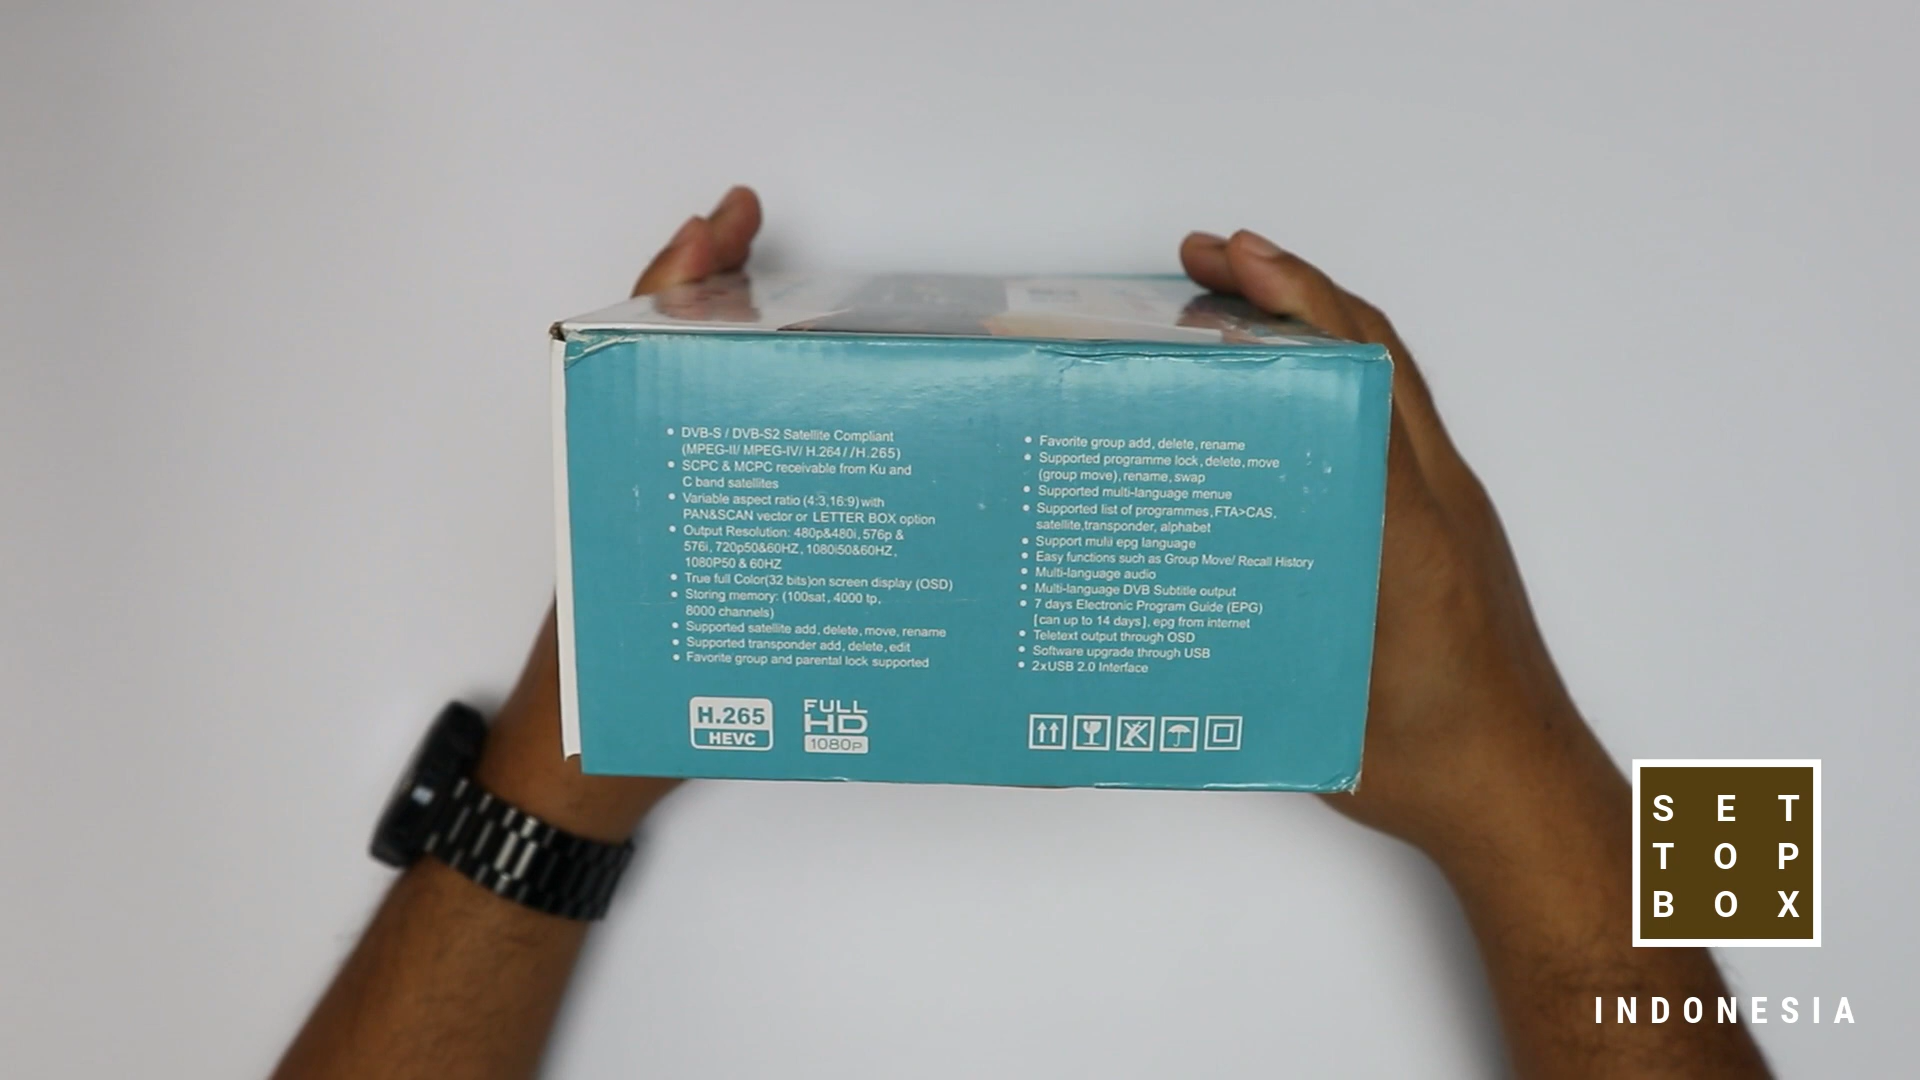 • DVB-S / DVB-S2 Satellite Compliant
(MPEG-II/ MPEG-IV/ H.264 / /H.265)
• SCPC & MCPC receivable from Ku and
C band satellites
• Variable aspect ratio (4:3,16:9) with
PAN&SCAN vector or LETTER BOX option
• Output Resolution: 480p&480i, 576p &
576i, 720p50&60HZ, 1080i50&60HZ,
1080P50 & 60HZ
• True full Color(32 bits)on screen display (OSD)
• Storing memory: (100sat, 4000 tp,
8000 channels)
• Supported satellite add, delete, move, rename
• Supported transponder add, delete, edit
• Favorite group and parental lock supported
• Favorite group add, delete, rename
• Supported programme lock, delete, move
(group move), rename, swap
• Supported multi-language menue
• Supported list of programmes, FTA>CAS,
satellite,transponder, alphabet
• Support multi epg language
• Easy functions such as Group Move/ Recall History
• Multi-language audio
• Multi-language DVB Subtitle output
• 7 days Electronic Program Guide (EPG)
[can up to 14 days], epg from internet
• Teletext output through OSD
• Software upgrade through USB
• 2xUSB 2.0 Interface
H.265
HEVC
FULL
HD
1080P
SET
TOP
BOX
INDONESIA